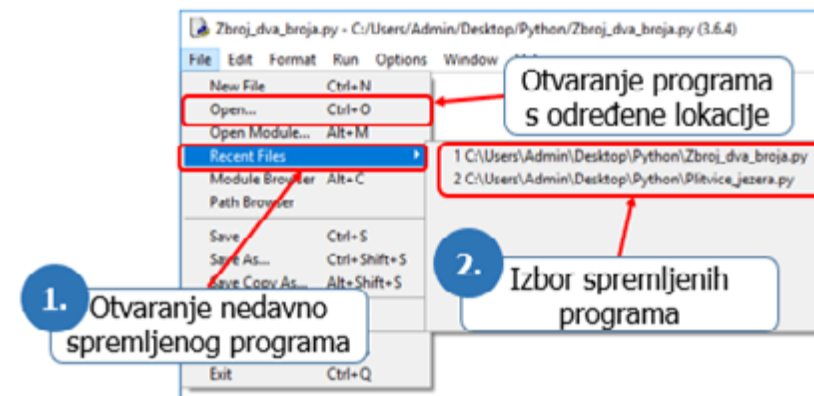 Zbroj_dva_broja.py - C:/Users/Admin/Desktop/Python/Zbroj_dva_broja.py (3.6.4)
File Edit Format Run Options Window
New File Ctrl+N
Open... Ctrl+O
Open Module... Alt+M
Recent Files
Module Browser Alt+C
Path Browser
Save Ctrl+S
Save As... Ctrl+Shift+S
Save Copy As... Alt+Shift+S
Exit Ctrl+Q
Otvaranje programa
s određene lokacije
1 C:\Users\Admin\Desktop\Python\Zbroj_dva_broja.py
2 C:\Users\Admin\Desktop\Python\Plitvice_jezera.py
1.
Otvaranje nedavno
spremljenog programa
2.
Izbor spremljenih
programa